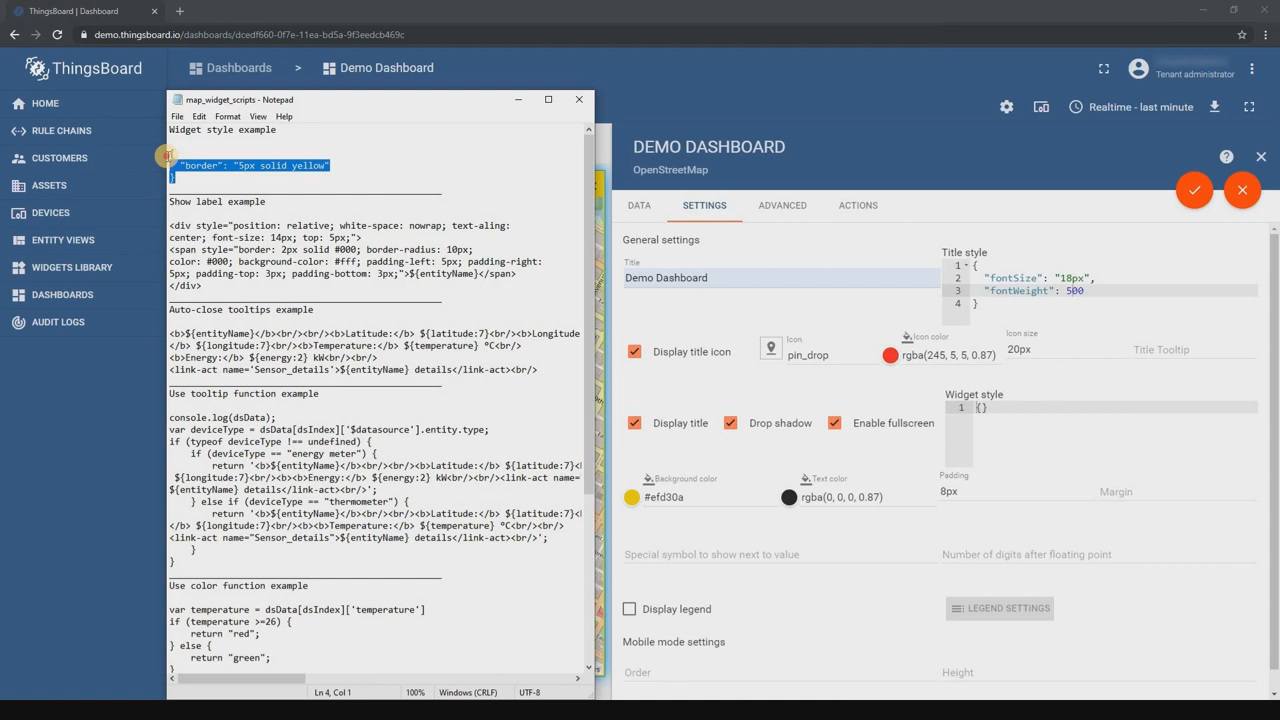 ThingsBoard | Dashboard
demo.thingsboard.io/dashboards/dcedf660-0f7e-11ea-bd5a-9f3eedcb469c
ThingsBoard
Dashboards > Demo Dashboard
Tenant administrator
HOME
RULE CHAINS
CUSTOMERS
ASSETS
DEVICES
ENTITY VIEWS
WIDGETS LIBRARY
DASHBOARDS
AUDIT LOGS
map_widget_scripts - Notepad
File Edit Format View Help
Widget style example
"border": "5px solid yellow"
}
Show label example
<div style="position: relative; white-space: nowrap; text-aling:
center; font-size: 14px; top: 5px;">
<span style="border: 2px solid #000; border-radius: 10px;
color: #000; background-color: #fff; padding-left: 5px; padding-right:
5px; padding-top: 3px; padding-bottom: 3px;">${entityName}</span>
</div>
Auto-close tooltips example
<b>${entityName}</b><br/><br/><b>Latitude:</b> ${latitude:7}<br/><b>Longitude
${longitude:7}<br/><b>Temperature:</b> ${temperature} °C<br/>
<b>Energy:</b> ${energy:2} kW<br/><br/>
<link-act name='Sensor_details'>${entityName} details</link-act><br/>
Use tooltip function example
console.log(dsData);
var deviceType = dsData[dsIndex]['$datasource'].entity.type;
if (typeof deviceType !== undefined) {
if (deviceType == "energy meter") {
return '<b>${entityName}</b><br/><br/><b>Latitude:</b> ${latitude:7}<b
${longitude:7}<br/><b>Energy:</b> ${energy:2} kW<br/><br/><link-act name=
${entityName} details</link-act><br/>';
} else if (deviceType == "thermometer") {
return '<b>${entityName}</b><br/><br/><b>Latitude:</b> ${latitude:7}<b
</b> ${longitude:7}<br/><b>Temperature:</b> ${temperature} °C<br/><br/>
<link-act name="Sensor_details">${entityName} details</link-act><br/>';
}
}
Use color function example
var temperature = dsData[dsIndex]['temperature']
if (temperature >=26) {
return "red";
} else {
return "green";
}
Ln 4, Col 1 100% Windows (CRLF) UTF-8
Realtime - last minute
DEMO DASHBOARD
OpenStreetMap
DATA SETTINGS ADVANCED ACTIONS
General settings
Title
Demo Dashboard
Title style
1 {
2 "fontSize": "18px",
3 "fontWeight": 500
4 }
Display title icon
Icon
pin_drop
Icon color
rgba(245, 5, 5, 0.87)
Icon size
20px
Title Tooltip
Display title Drop shadow Enable fullscreen
Widget style
1 {}
Background color
#efd30a
Text color
rgba(0, 0, 0, 0.87)
Padding
8px
Margin
Special symbol to show next to value
Number of digits after floating point
Display legend
LEGEND SETTINGS
Mobile mode settings
Order
Height